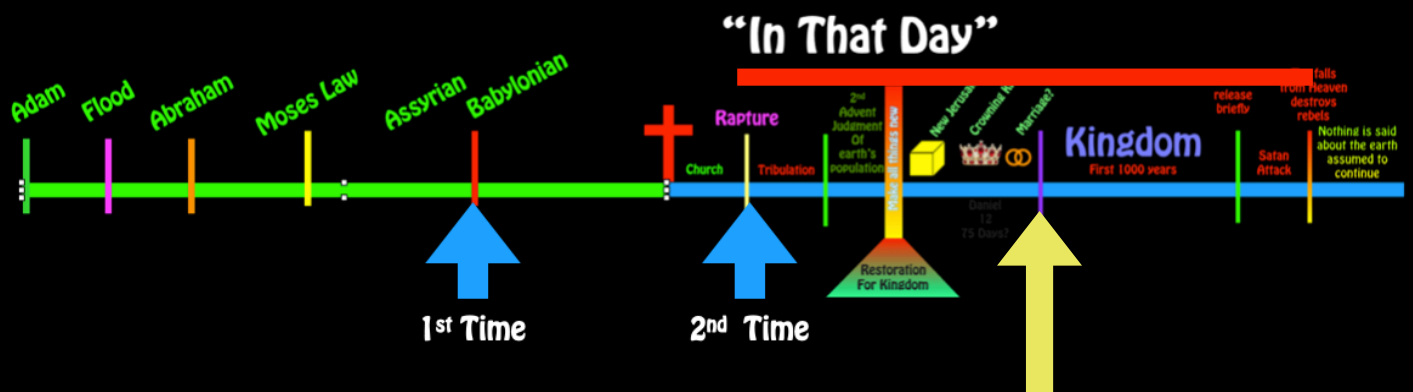 “In That Day”
Adam
Flood
Abraham
Moses Law
Assyrian
Babylonian
Rapture
Church
Tribulation
2nd
Advent
Judgment
Of
earth's
population
Make all things new
New
Crowning
Marriage?
Kingdom
First 1000 years
release
briefly
Satan
Attack
falls
from Heaven
destroys
rebels
Nothing is said
about the earth
assumed to
continue
Daniel
12
75 Days?
Restoration
For Kingdom
1st Time
2nd Time